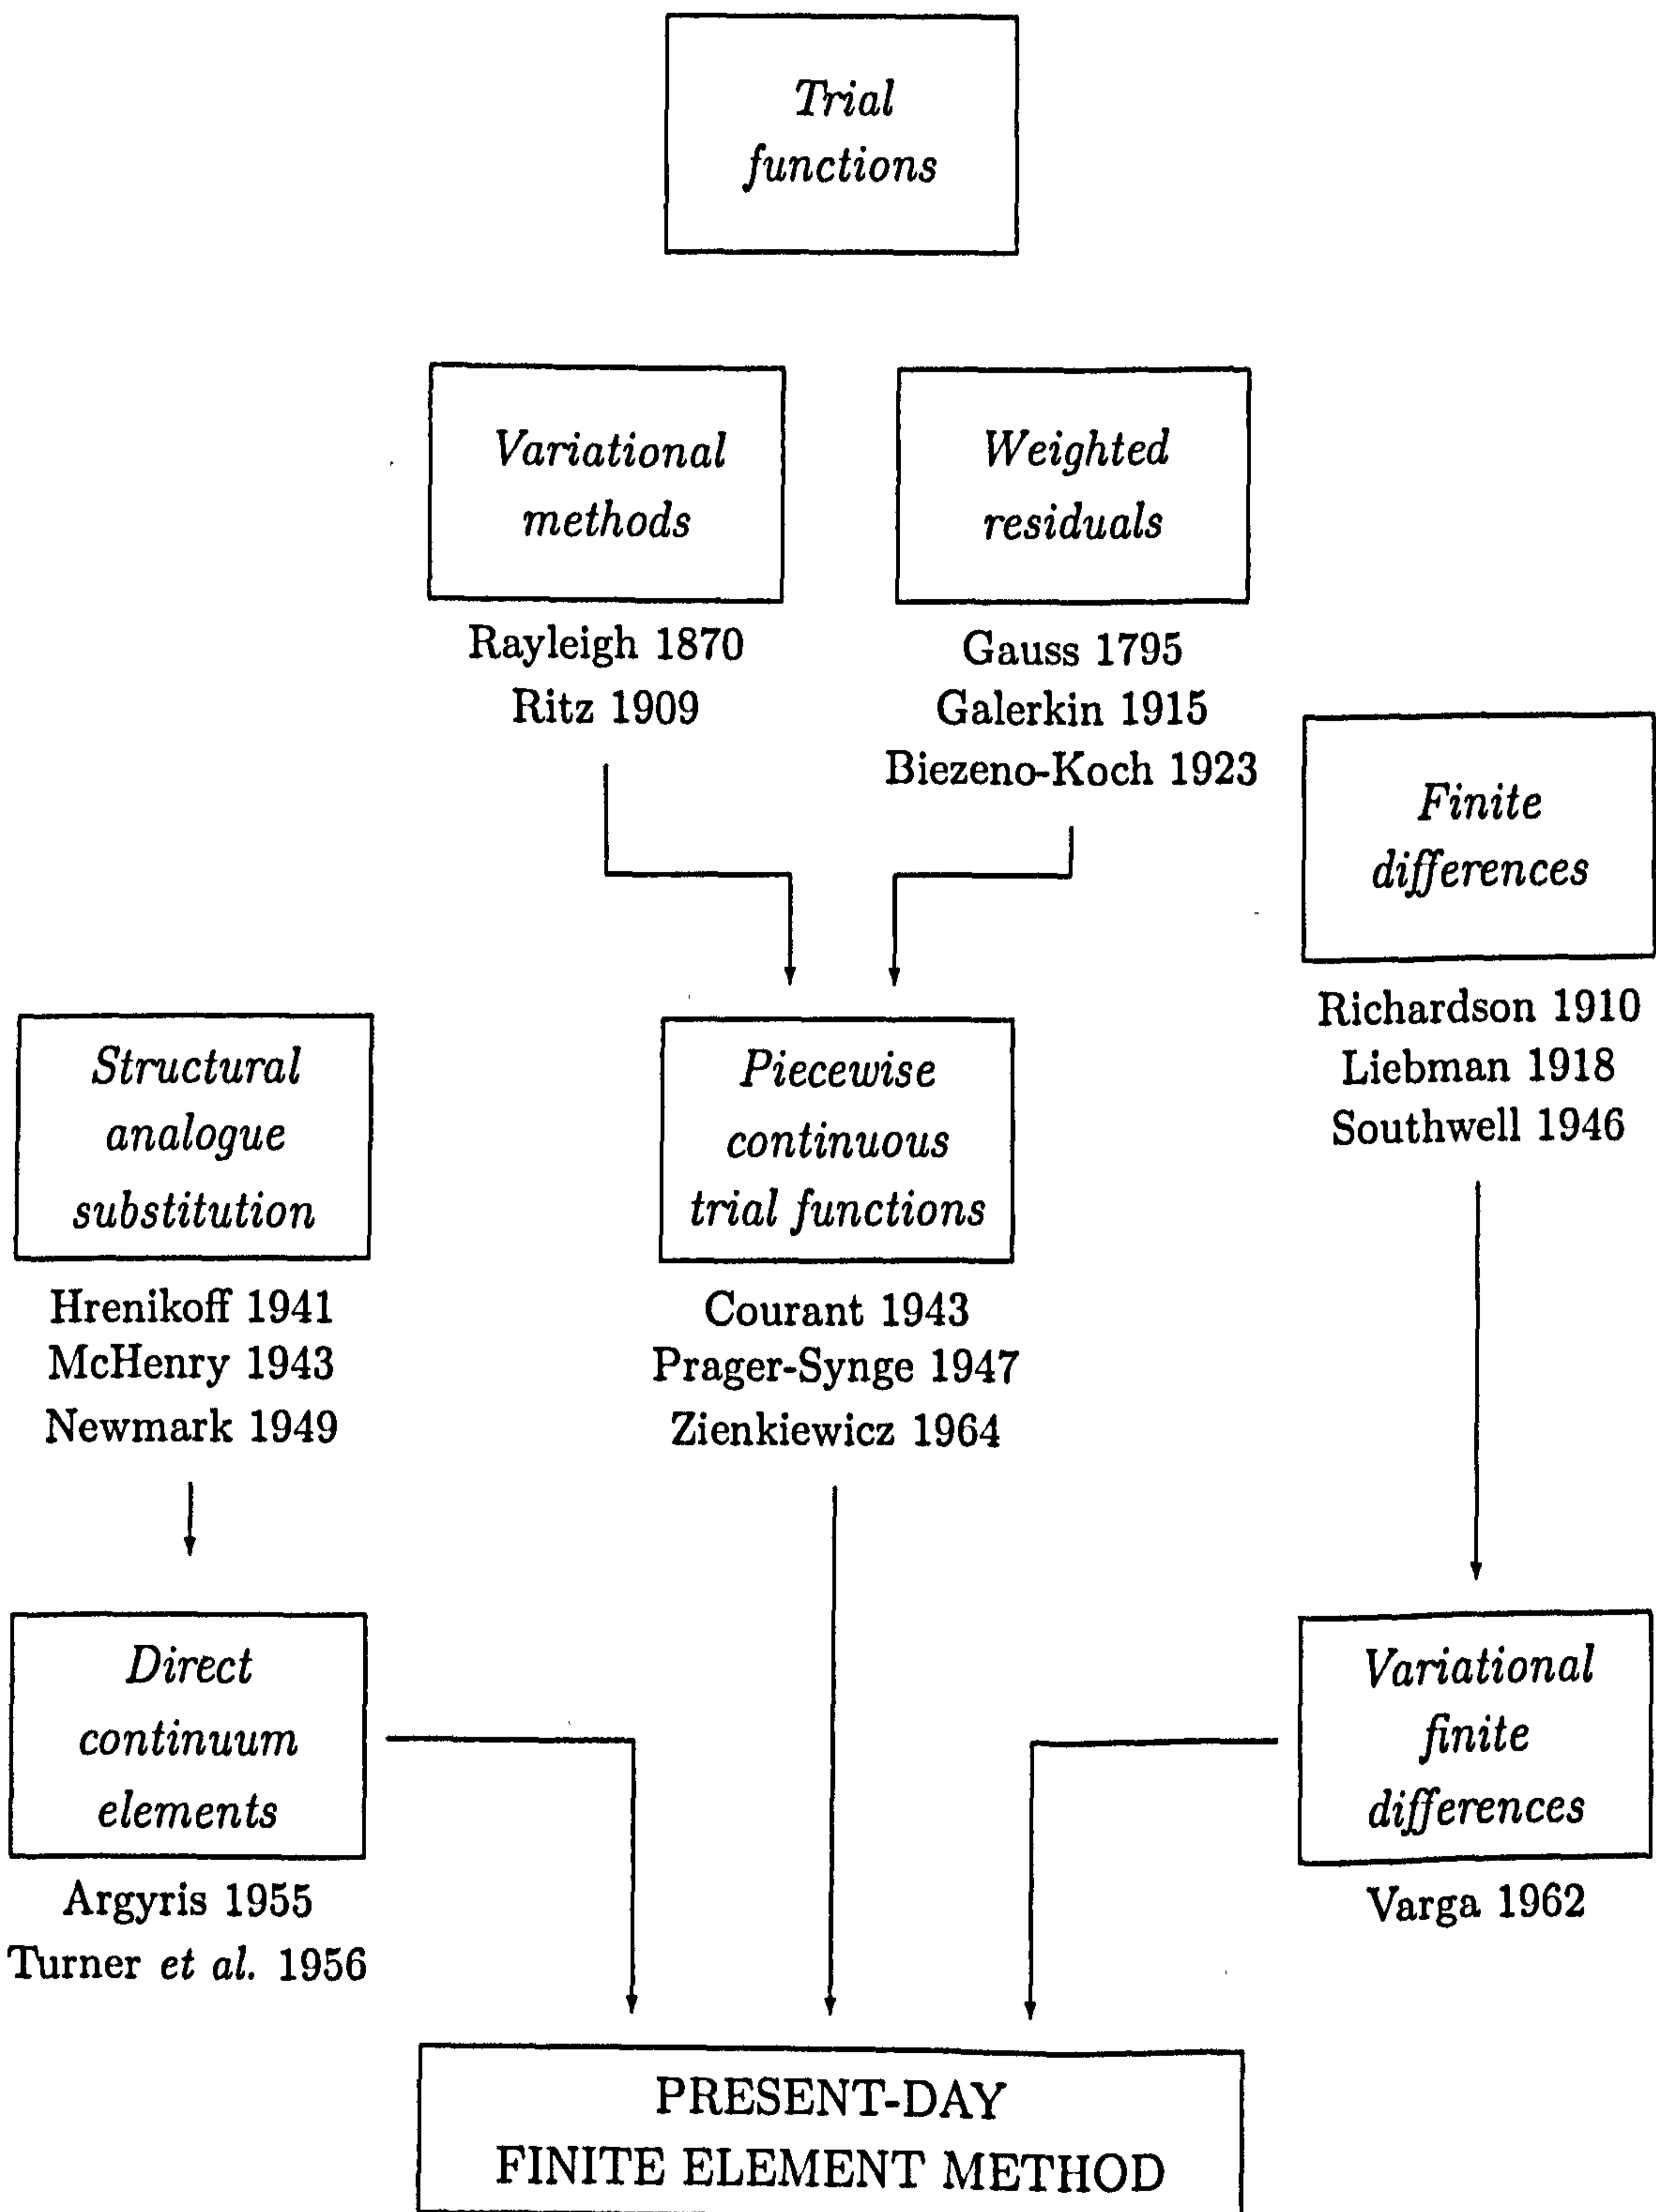 Trial
functions
Variational
methods
Rayleigh 1870
Ritz 1909
Weighted
residuals
Gauss 1795
Galerkin 1915
Biezeno-Koch 1923
Finite
differences
Richardson 1910
Liebman 1918
Southwell 1946
Structural
analogue
substitution
Hrenikoff 1941
McHenry 1943
Newmark 1949
Piecewise
continuous
trial functions
Courant 1943
Prager-Synge 1947
Zienkiewicz 1964
Direct
continuum
elements
Argyris 1955
Turner et al. 1956
Variational
finite
differences
Varga 1962
PRESENT-DAY
FINITE ELEMENT METHOD